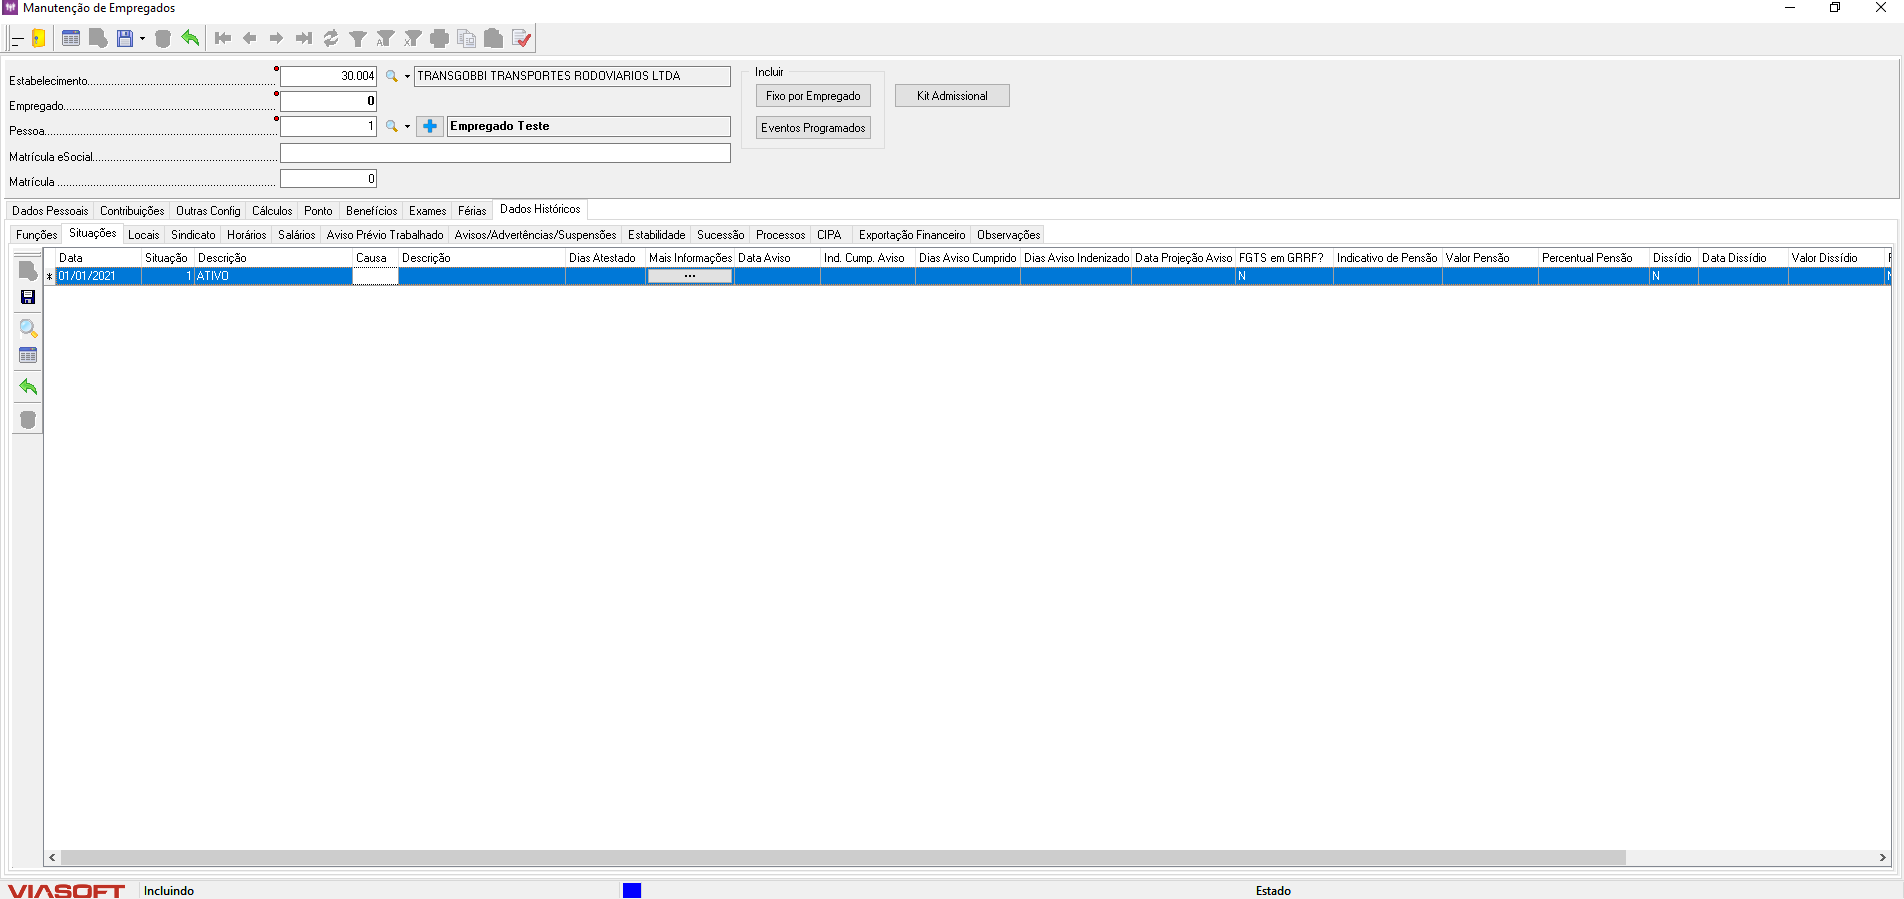 Manutenção de Empregados
Estabelecimento 30.004 TRANSGOBBI TRANSPORTES RODOVIARIOS LTDA
Empregado 0
Pessoa 1 Empregado Teste
Matrícula eSocial
Matrícula 0
Incluir
Fixo por Empregado
Kit Admissional
Eventos Programados
Dados Pessoais Contribuições Outras Config Cálculos Ponto Benefícios Exames Férias Dados Históricos
Funções Situações Locais Sindicato Horários Salários Aviso Prévio Trabalhado Avisos/Advertências/Suspensões Estabilidade Sucessão Processos CIPA Exportação Financeiro Observações
Data Situação Descrição Causa Descrição Dias Atestado Mais Informações Data Aviso Ind. Cump. Aviso Dias Aviso Cumprido Dias Aviso Indenizado Data Projeção Aviso FGTS em GRRF? Indicativo de Pensão Valor Pensão Percentual Pensão Dissídio Data Dissídio Valor Dissídio
* 01/01/2021 1 ATIVO ... N N
VIASOFT Incluindo Estado